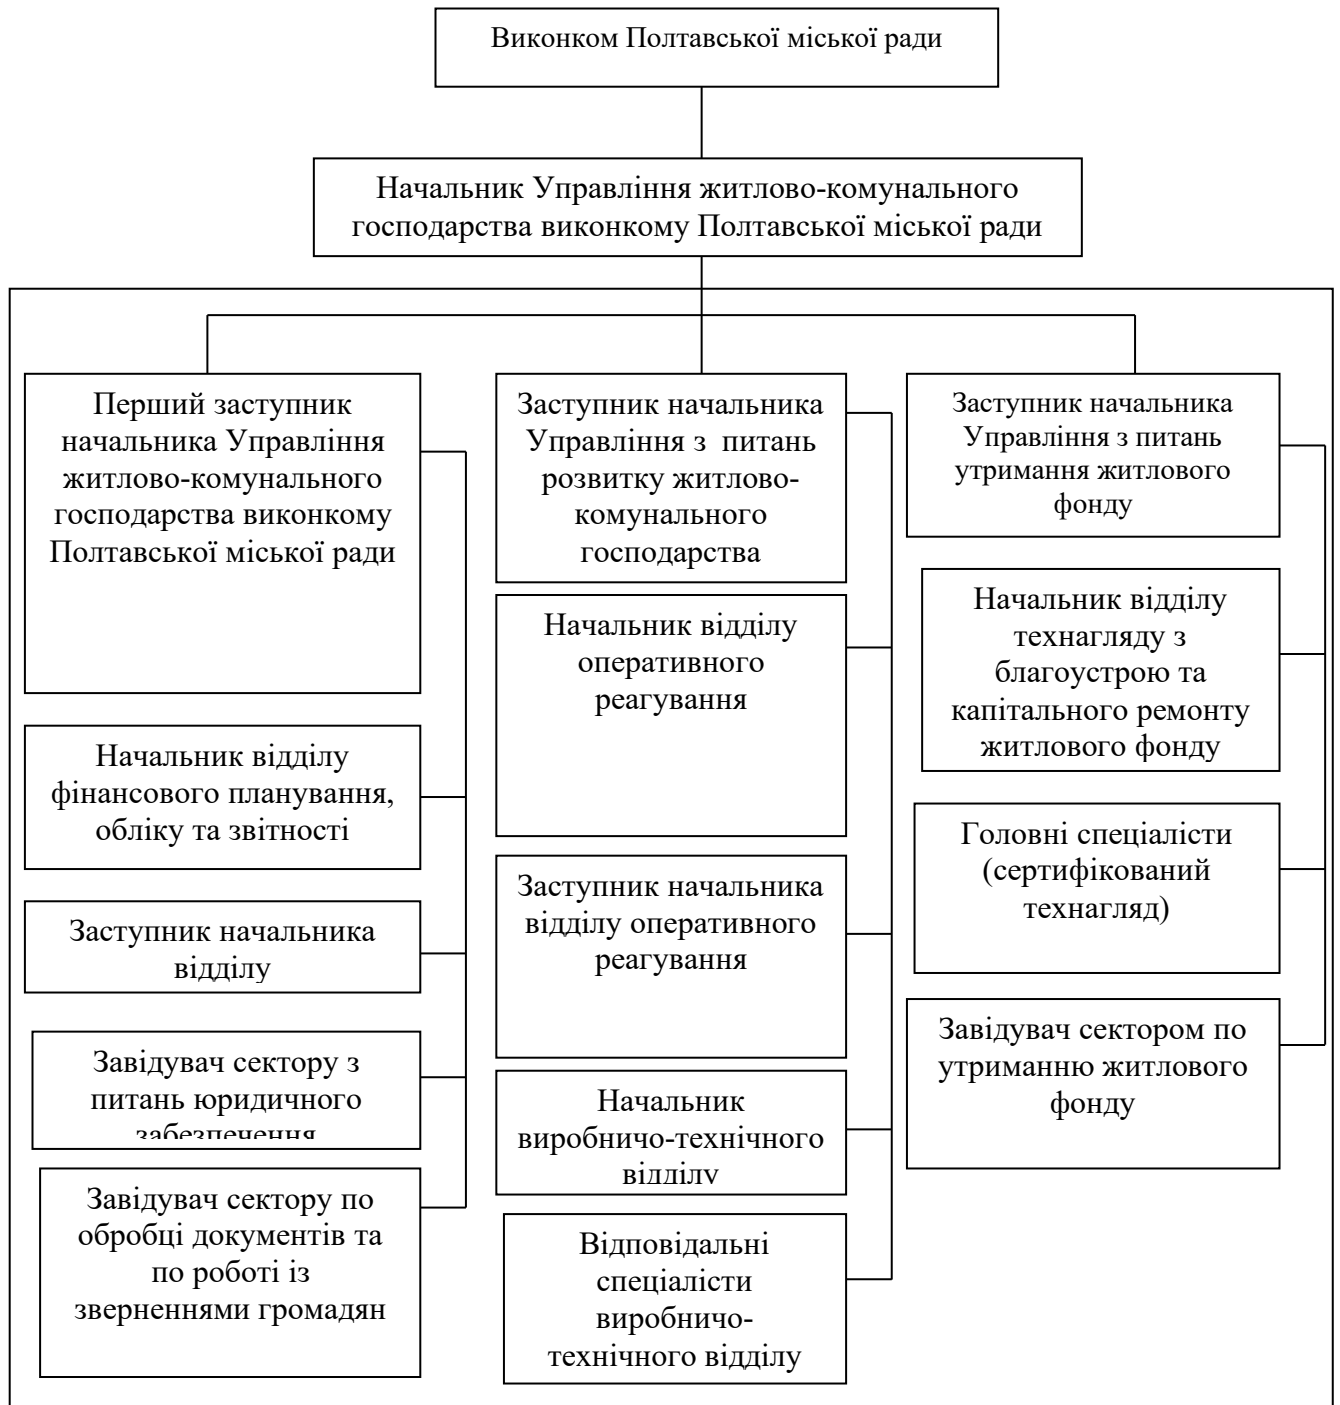 Виконком Полтавської міської ради
Начальник Управління житлово-комунального
господарства виконкому Полтавської міської ради
Перший заступник
начальника Управління
житлово-комунального
господарства виконкому
Полтавської міської ради
Начальник відділу
фінансового планування,
обліку та звітності
Заступник начальника
відділу
Завідувач сектору з
питань юридичного
забезпечення
Завідувач сектору по
обробці документів та
по роботі із
зверненнями громадян
Заступник начальника
Управління з питань
розвитку житлово-
комунального
господарства
Начальник відділу
оперативного
реагування
Заступник начальника
відділу оперативного
реагування
Начальник
виробничо-технічного
відділу
Відповідальні
спеціалісти
виробничо-
технічного відділу
Заступник начальника
Управління з питань
утримання житлового
фонду
Начальник відділу
технагляду з
благоустрою та
капітального ремонту
житлового фонду
Головні спеціалісти
(сертифікований
технагляд)
Завідувач сектором по
утриманню житлового
фонду